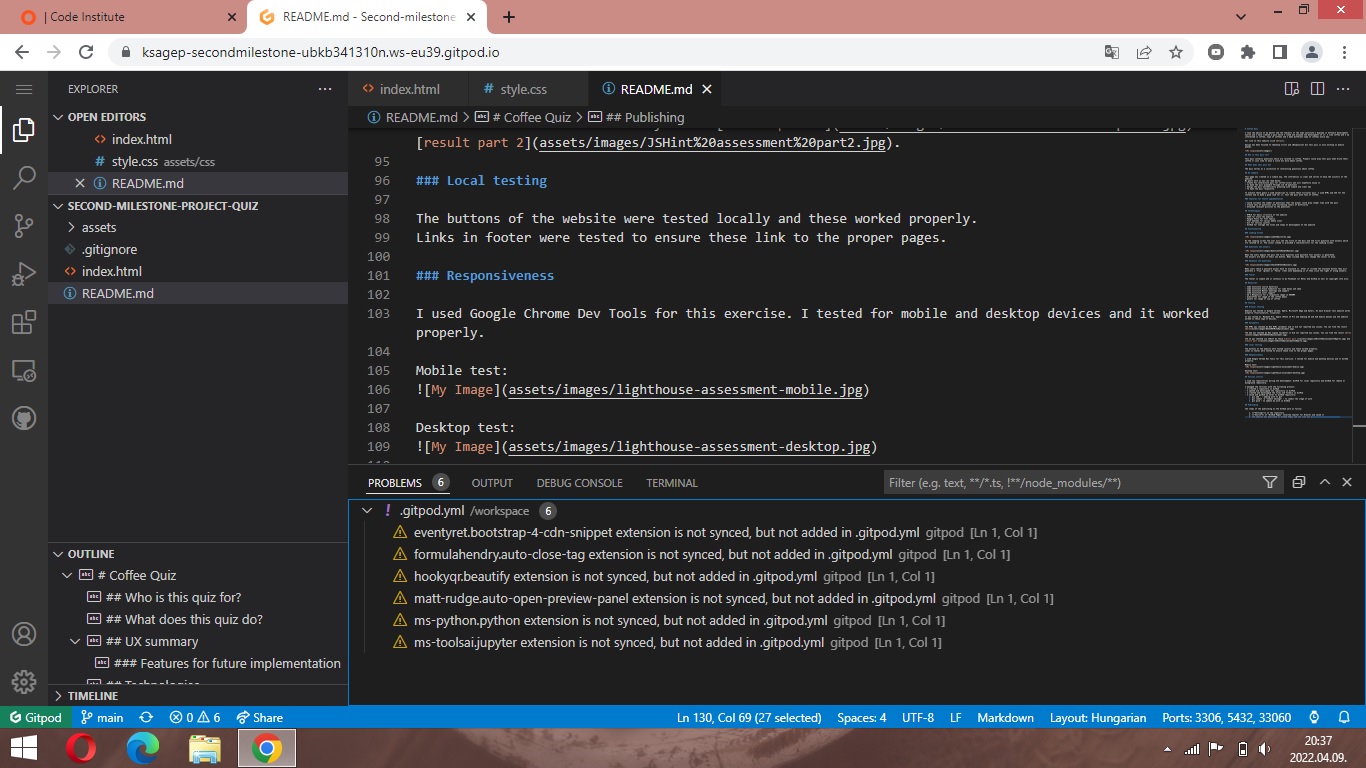 | Code Institute
README.md - Second-milestone
ksagep-secondmilestone-ubkb341310n.ws-eu39.gitpod.io
EXPLORER
OPEN EDITORS
index.html
# style.css assets/css
README.md
SECOND-MILESTONE-PROJECT-QUIZ
assets
.gitignore
index.html
README.md
OUTLINE
# Coffee Quiz
## Who is this quiz for?
## What does this quiz do?
## UX summary
### Features for future implementation
## Technologies
TIMELINE
index.html
# style.css
README.md
README.md > # Coffee Quiz > ## Publishing
[result part 2](assets/images/JSHint%20assessment%20part2.jpg).
95
96 ### Local testing
97
98 The buttons of the website were tested locally and these worked properly.
99 Links in footer were tested to ensure these link to the proper pages.
100
101 ### Responsiveness
102
103 I used Google Chrome Dev Tools for this exercise. I tested for mobile and desktop devices and it worked
properly.
104
105 Mobile test:
106 ![My Image](assets/images/lighthouse-assessment-mobile.jpg)
107
108 Desktop test:
109 ![My Image](assets/images/lighthouse-assessment-desktop.jpg)
PROBLEMS 6 OUTPUT DEBUG CONSOLE TERMINAL
Filter (e.g. text, **/*.ts, !**/node_modules/**)
! .gitpod.yml /workspace 6
eventyret.bootstrap-4-cdn-snippet extension is not synced, but not added in .gitpod.yml gitpod [Ln 1, Col 1]
formulahendry.auto-close-tag extension is not synced, but not added in .gitpod.yml gitpod [Ln 1, Col 1]
hookyqr.beautify extension is not synced, but not added in .gitpod.yml gitpod [Ln 1, Col 1]
matt-rudge.auto-open-preview-panel extension is not synced, but not added in .gitpod.yml gitpod [Ln 1, Col 1]
ms-python.python extension is not synced, but not added in .gitpod.yml gitpod [Ln 1, Col 1]
ms-toolsai.jupyter extension is not synced, but not added in .gitpod.yml gitpod [Ln 1, Col 1]
Gitpod main 0 6 Share Ln 130, Col 69 (27 selected) Spaces: 4 UTF-8 LF Markdown Layout: Hungarian Ports: 3306, 5432, 33060
20:37
2022.04.09.